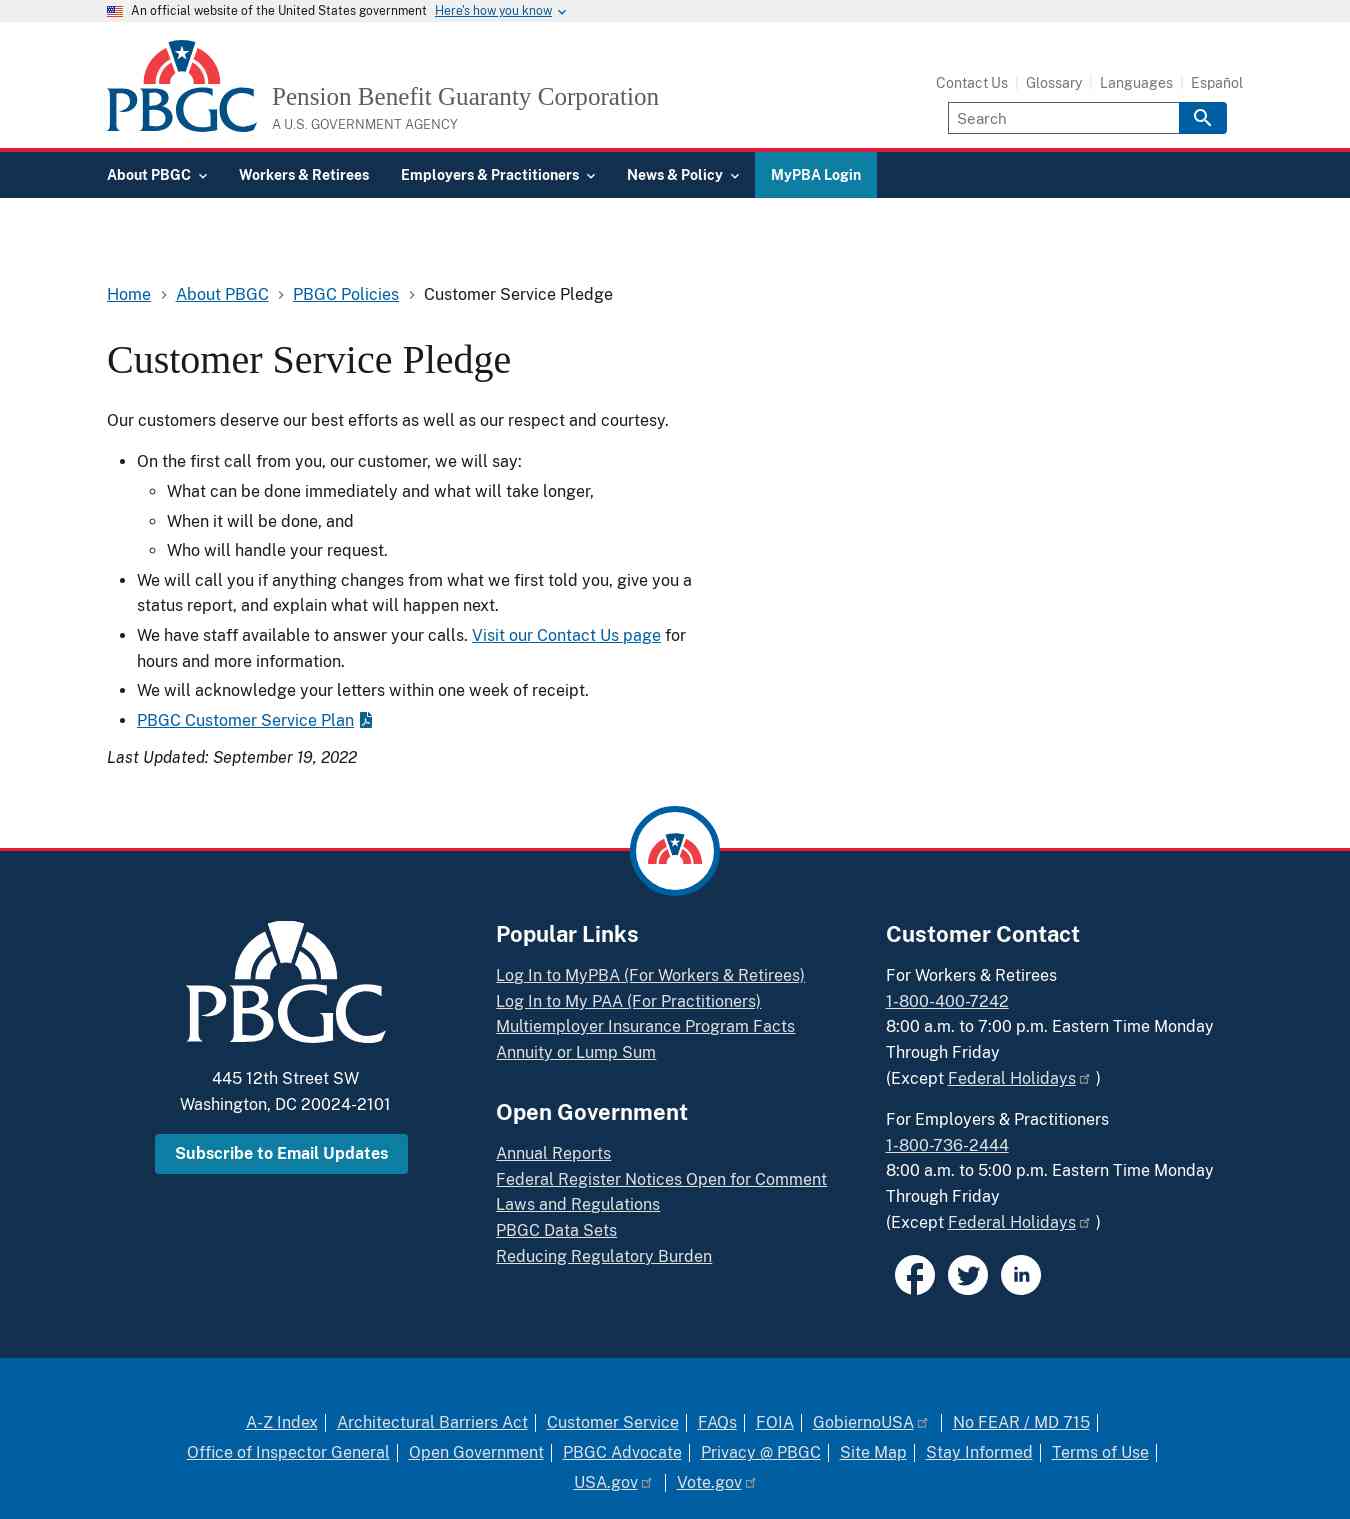 An official website of the United States government Here's how you know
PBGC
Pension Benefit Guaranty Corporation
A U.S. GOVERNMENT AGENCY
Contact Us Glossary Languages Español
Search
About PBGC Workers & Retirees Employers & Practitioners News & Policy MyPBA Login
Home About PBGC PBGC Policies Customer Service Pledge
Customer Service Pledge
Our customers deserve our best efforts as well as our respect and courtesy.
On the first call from you, our customer, we will say:
What can be done immediately and what will take longer,
When it will be done, and
Who will handle your request.
We will call you if anything changes from what we first told you, give you a
status report, and explain what will happen next.
We have staff available to answer your calls. Visit our Contact Us page for
hours and more information.
We will acknowledge your letters within one week of receipt.
PBGC Customer Service Plan
Last Updated: September 19, 2022
PBGC
445 12th Street SW
Washington, DC 20024-2101
Subscribe to Email Updates
Popular Links
Log In to MyPBA (For Workers & Retirees)
Log In to My PAA (For Practitioners)
Multiemployer Insurance Program Facts
Annuity or Lump Sum
Open Government
Annual Reports
Federal Register Notices Open for Comment
Laws and Regulations
PBGC Data Sets
Reducing Regulatory Burden
Customer Contact
For Workers & Retirees
1-800-400-7242
8:00 a.m. to 7:00 p.m. Eastern Time Monday
Through Friday
(Except Federal Holidays )
For Employers & Practitioners
1-800-736-2444
8:00 a.m. to 5:00 p.m. Eastern Time Monday
Through Friday
(Except Federal Holidays )
in
A-Z Index Architectural Barriers Act Customer Service FAQs FOIA GobiernoUSA No FEAR / MD 715
Office of Inspector General Open Government PBGC Advocate Privacy @ PBGC Site Map Stay Informed Terms of Use
USA.gov Vote.gov